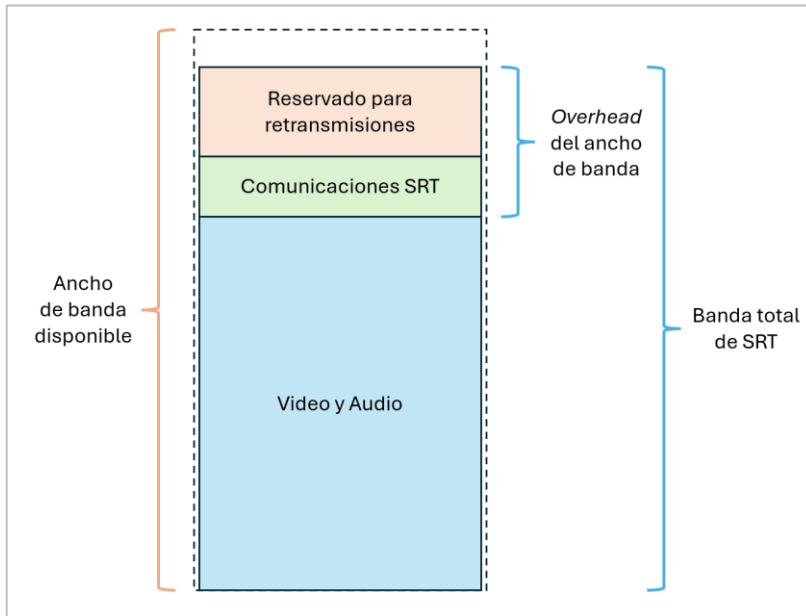 Reservado para
retransmisiones
Comunicaciones SRT
Overhead
del ancho
de banda
Ancho
de banda
disponible
Banda total
de SRT
Video y Audio